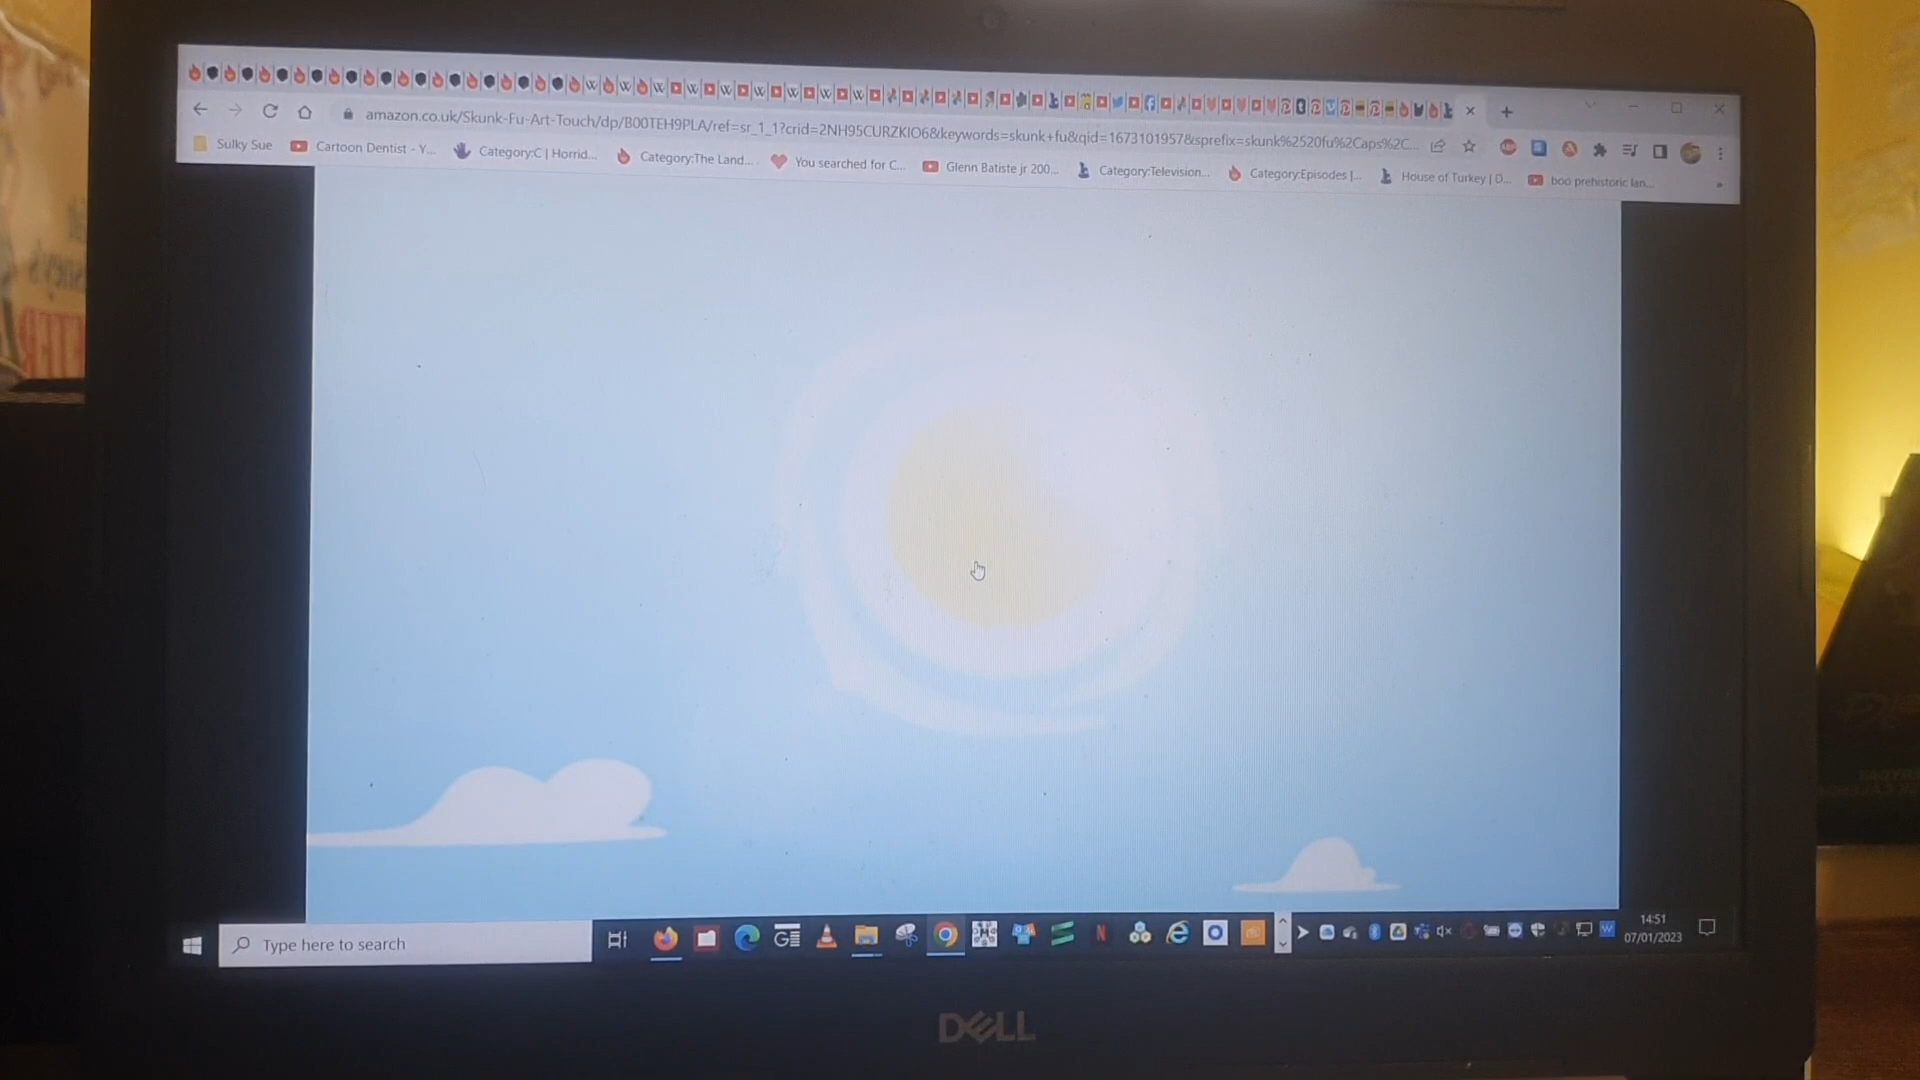 amazon.co.uk/Skunk-Fu-Art-Touch/dp/B00TEH9PLA/ref=sr_1_1?crid=2NH95CURZKIO6&keywords=skunk+fu&qid=1673101957&sprefix=skunk%2520fu%2Caps%2C...
Sulky Sue Cartoon Dentist - Y... Category:C | Horrid... Category:The Land... You searched for C... Glenn Batiste jr 200... Category:Television... Category:Episodes |... House of Turkey | D... boo prehistoric lan...
Type here to search
14:51
07/01/2023
DELL